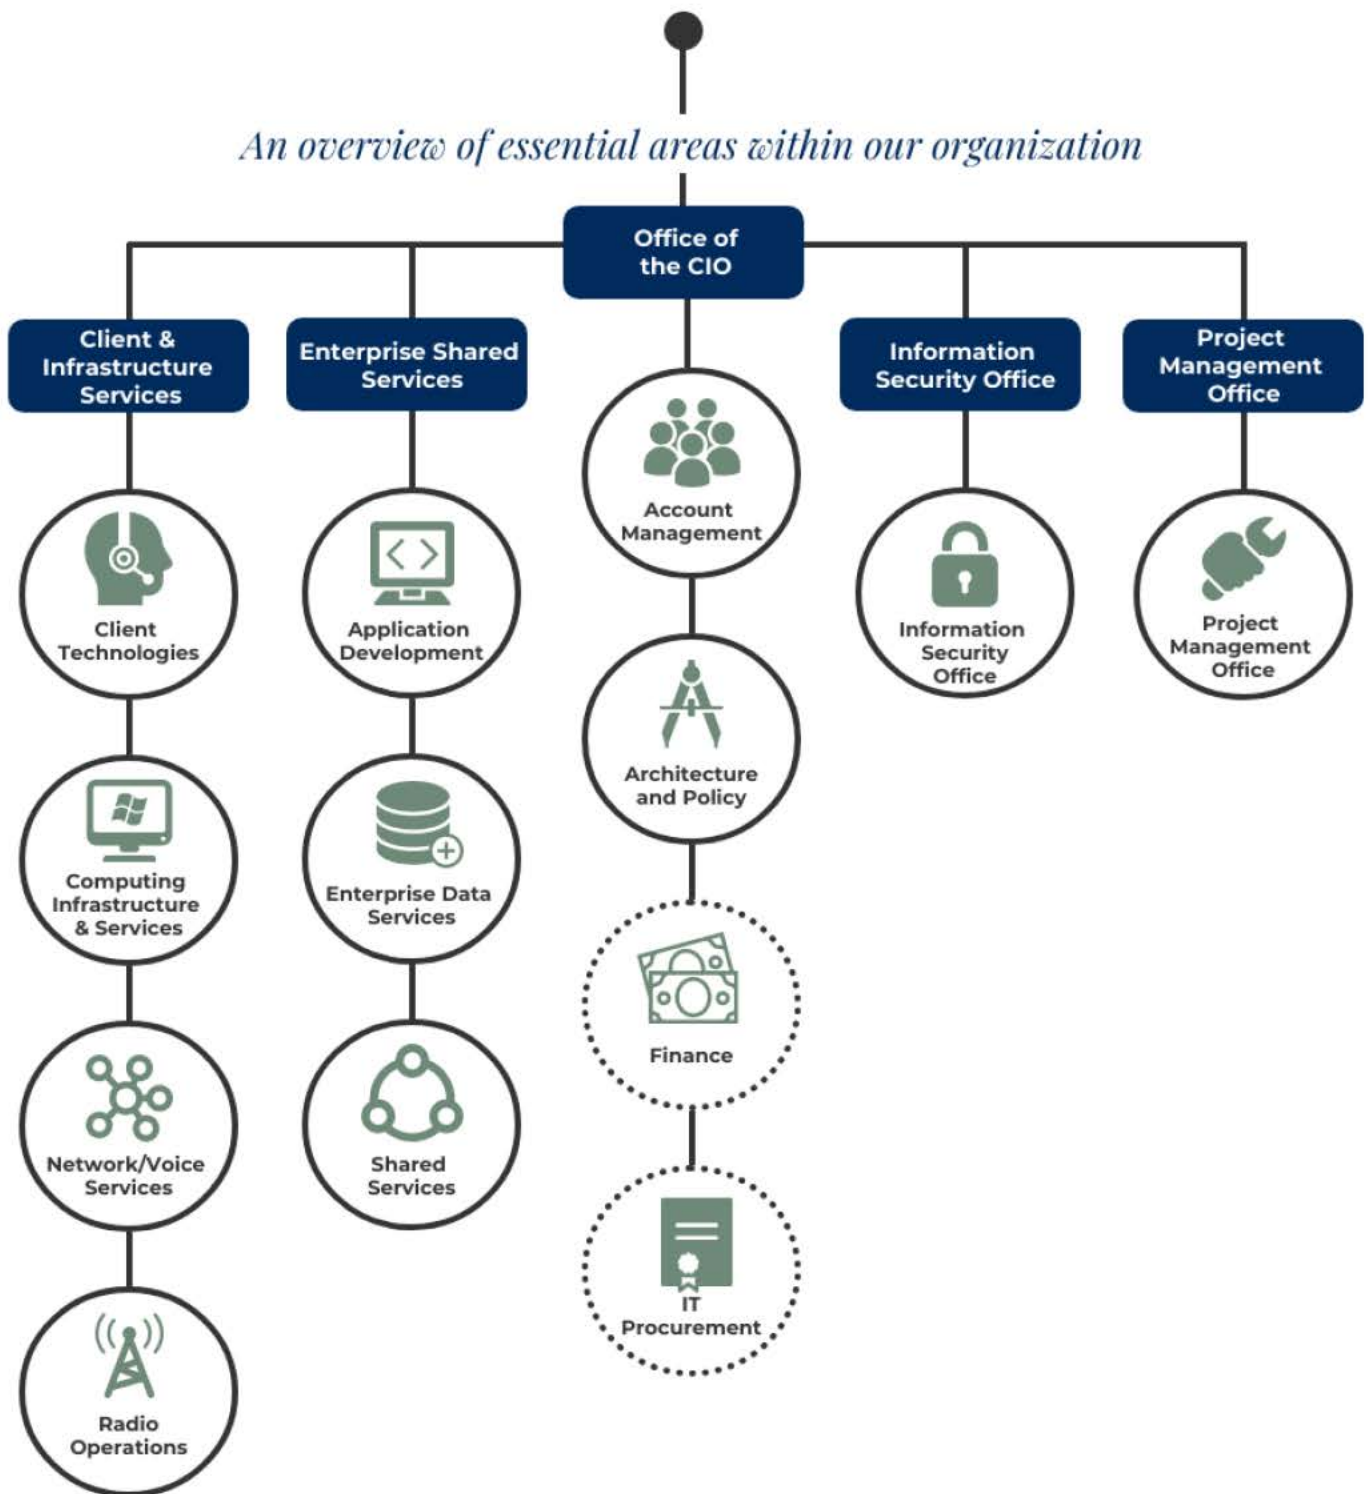 An overview of essential areas within our organization
Office of
the CIO
Client &
Infrastructure
Services
Enterprise Shared
Services
Information
Security Office
Project
Management
Office
Client
Technologies
Computing
Infrastructure
& Services
Network/Voice
Services
Radio
Operations
Application
Development
Enterprise Data
Services
Shared
Services
Account
Management
Architecture
and Policy
Finance
IT
Procurement
Information
Security
Office
Project
Management
Office